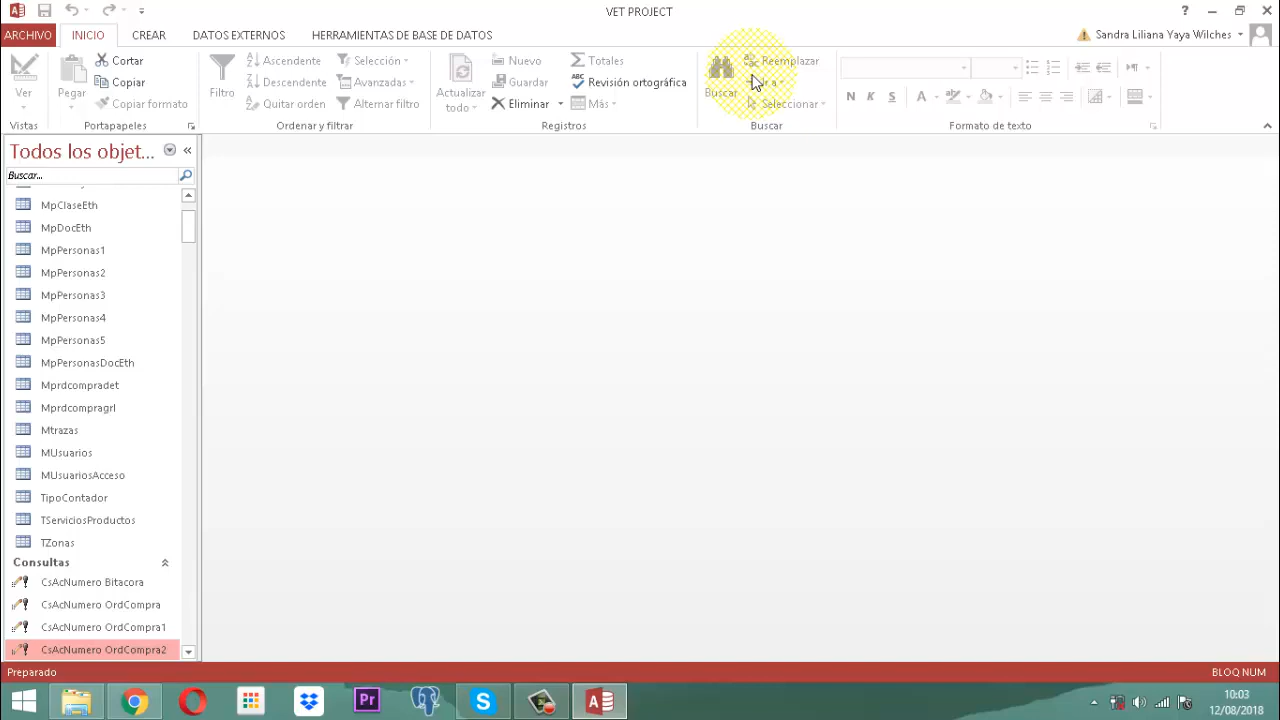 VET PROJECT
?
ARCHIVO INICIO CREAR DATOS EXTERNOS HERRAMIENTAS DE BASE DE DATOS
Sandra Liliana Yaya Wilches
Cortar
Copiar
Copiar formato
Ver
Pegar
Vistas
Portapapeles
Filtro
Ascendente
Descendente
Quitar orden
Selección
Avanzadas
Alternar filtro
Ordenar y filtrar
Actualizar
todo
Nuevo
Guardar
Eliminar
Totales
Revisión ortográfica
Más
Registros
Buscar
Reemplazar
Ir a
Seleccionar
Buscar
N K S A
Formato de texto
Todos los objet...
Buscar...
MpClaseEth
MpDocEth
MpPersonas1
MpPersonas2
MpPersonas3
MpPersonas4
MpPersonas5
MpPersonasDocEth
Mprdcompradet
Mprdcompragrl
Mtrazas
MUsuarios
MUsuariosAcceso
TipoContador
TServiciosProductos
TZonas
Consultas
CsAcNumero Bitacora
CsAcNumero OrdCompra
CsAcNumero OrdCompra1
CsAcNumero OrdCompra2
Preparado
BLOQ NUM
Pr
10:03
12/08/2018